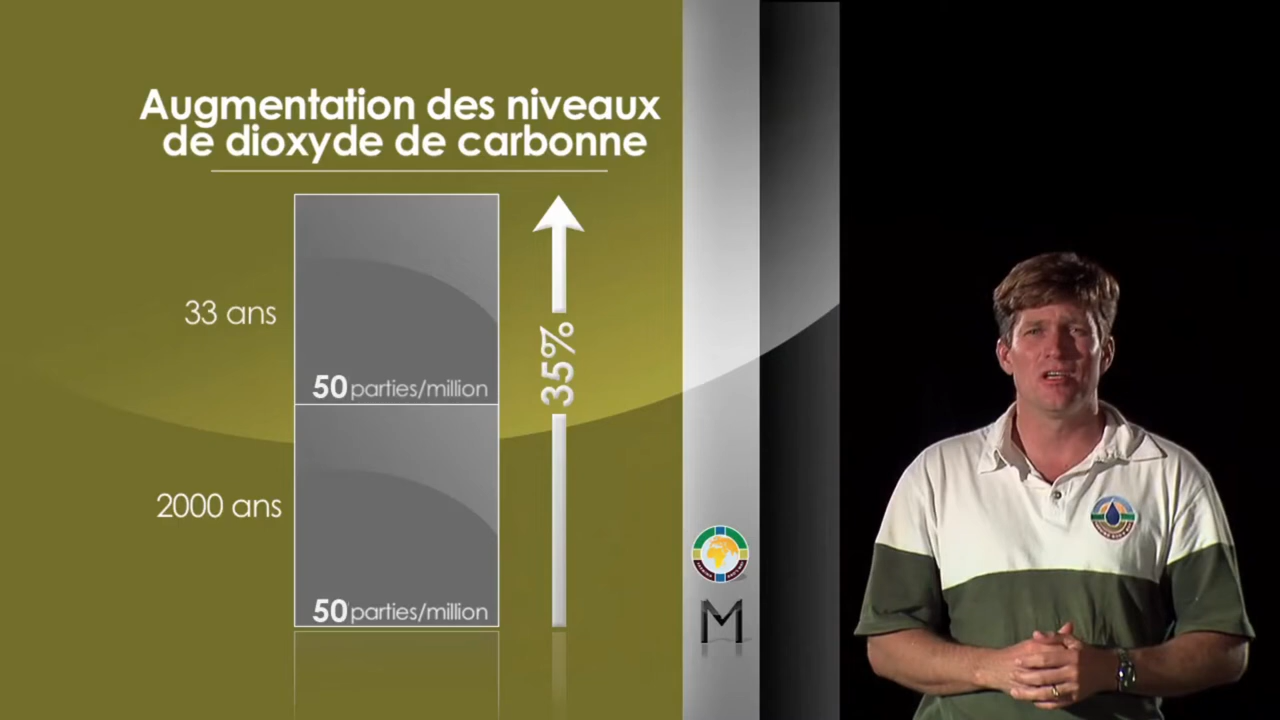 Augmentation des niveaux
de dioxyde de carbonne
33 ans
50 parties/million
35%
2000 ans
50 parties/million
M